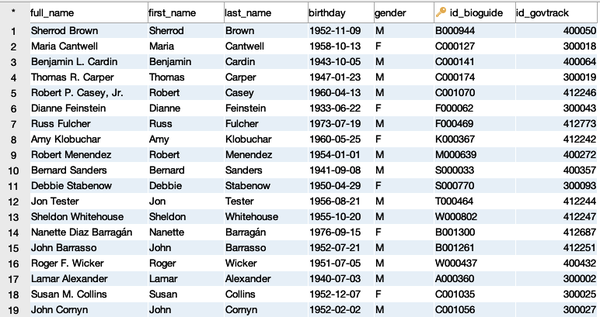 * full_name first_name last_name birthday gender id_bioguide id_govtrack
1 Sherrod Brown Sherrod Brown 1952-11-09 M B000944 400050
2 Maria Cantwell Maria Cantwell 1958-10-13 F C000127 300018
3 Benjamin L. Cardin Benjamin Cardin 1943-10-05 M C000141 400064
4 Thomas R. Carper Thomas Carper 1947-01-23 M C000174 300019
5 Robert P. Casey, Jr. Robert Casey 1960-04-13 M C001070 412246
6 Dianne Feinstein Dianne Feinstein 1933-06-22 F F000062 300043
7 Russ Fulcher Russ Fulcher 1973-07-19 M F000469 412773
8 Amy Klobuchar Amy Klobuchar 1960-05-25 F K000367 412242
9 Robert Menendez Robert Menendez 1954-01-01 M M000639 400272
10 Bernard Sanders Bernard Sanders 1941-09-08 M S000033 400357
11 Debbie Stabenow Debbie Stabenow 1950-04-29 F S000770 300093
12 Jon Tester Jon Tester 1956-08-21 M T000464 412244
13 Sheldon Whitehouse Sheldon Whitehouse 1955-10-20 M W000802 412247
14 Nanette Diaz Barragán Nanette Barragán 1976-09-15 F B001300 412687
15 John Barrasso John Barrasso 1952-07-21 M B001261 412251
16 Roger F. Wicker Roger Wicker 1951-07-05 M W000437 400432
17 Lamar Alexander Lamar Alexander 1940-07-03 M A000360 300002
18 Susan M. Collins Susan Collins 1952-12-07 F C001035 300025
19 John Cornyn John Cornyn 1952-02-02 M C001056 300027